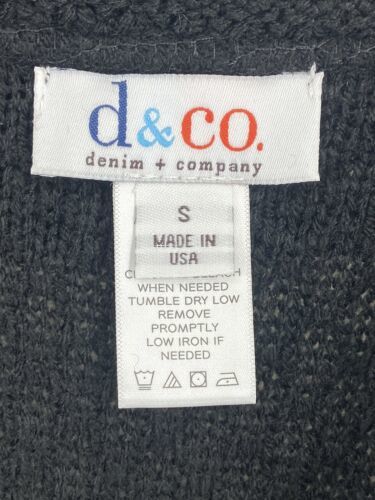 d&co.
denim + company
S
MADE IN
USA
WHEN NEEDED
TUMBLE DRY LOW
REMOVE
PROMPTLY
LOW IRON IF
NEEDED